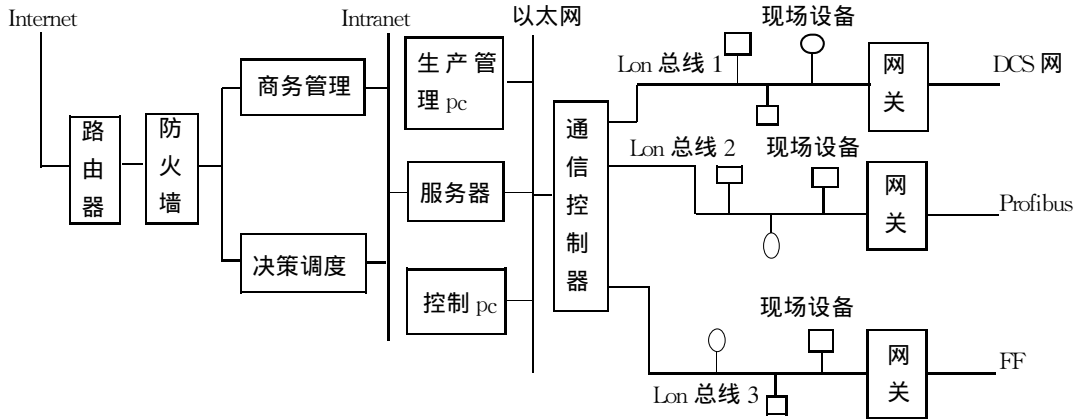 Internet
Intranet
以太网
现场设备
生产管
理 pc
Lon 总线 1
网
关
DCS 网
商务管理
路
由
器
防
火
墙
通
信
控
制
器
Lon 总线 2
现场设备
服务器
网
关
Profibus
决策调度
控制 pc
现场设备
网
关
FF
Lon 总线 3